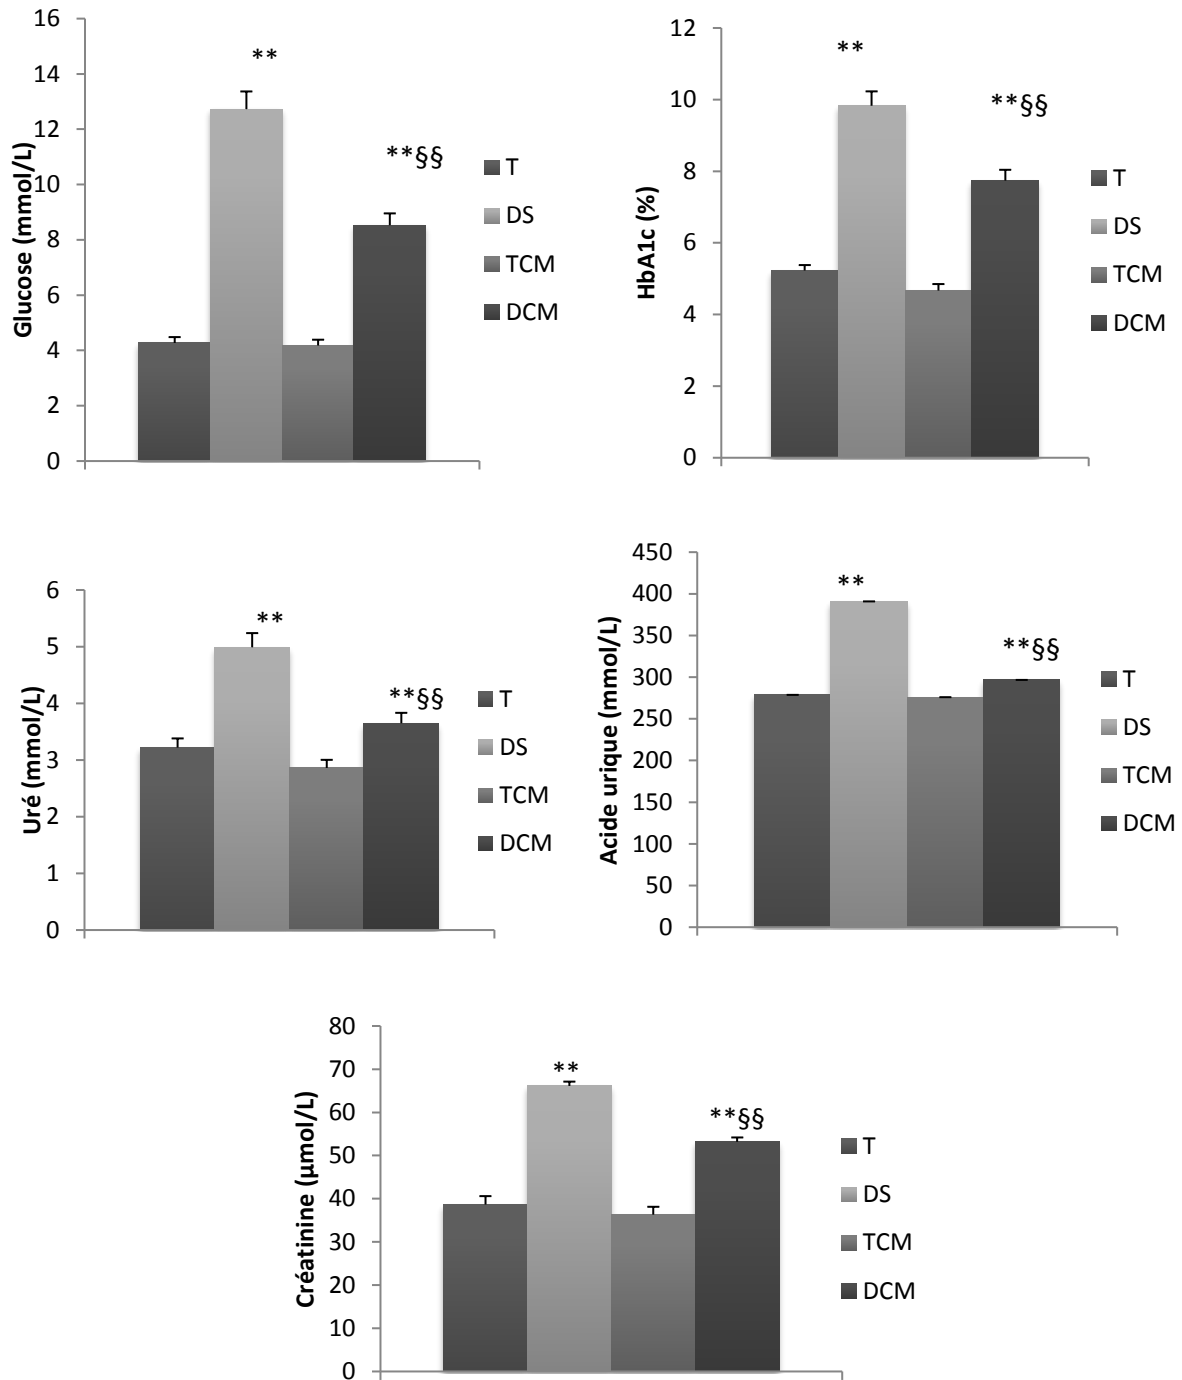 Glucose (mmol/L)
16
14
12
10
8
6
4
2
0
**
**§§
T
DS
TCM
DCM
HbA1c (%)
12
10
8
6
4
2
0
**
**§§
T
DS
TCM
DCM
Uré (mmol/L)
6
5
4
3
2
1
0
**
**§§
T
DS
TCM
DCM
Acide urique (mmol/L)
450
400
350
300
250
200
150
100
50
0
**
**§§
T
DS
TCM
DCM
Créatinine (µmol/L)
80
70
60
50
40
30
20
10
0
**
**§§
T
DS
TCM
DCM